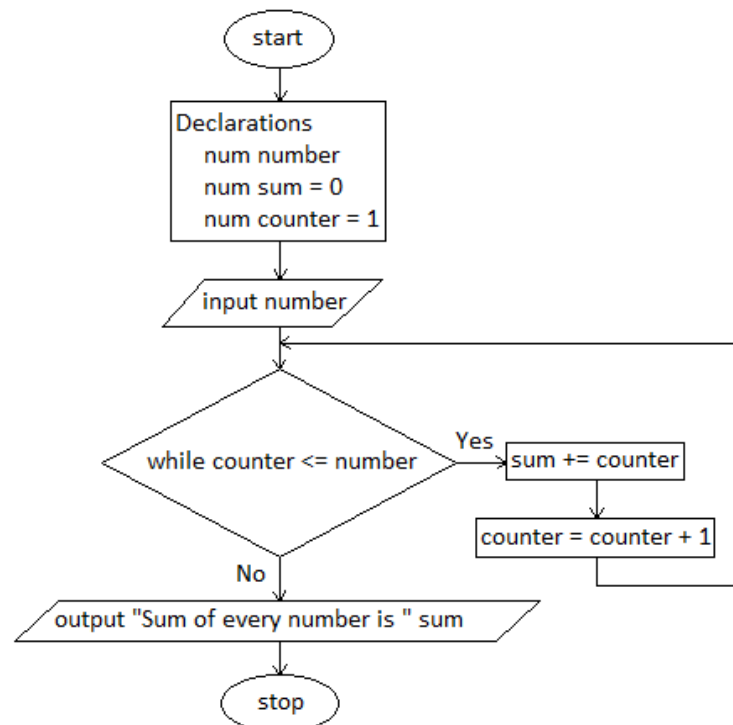 start
Declarations
num number
num sum = 0
num counter = 1
input number
while counter <= number
Yes
sum += counter
counter = counter + 1
No
output "Sum of every number is " sum
stop